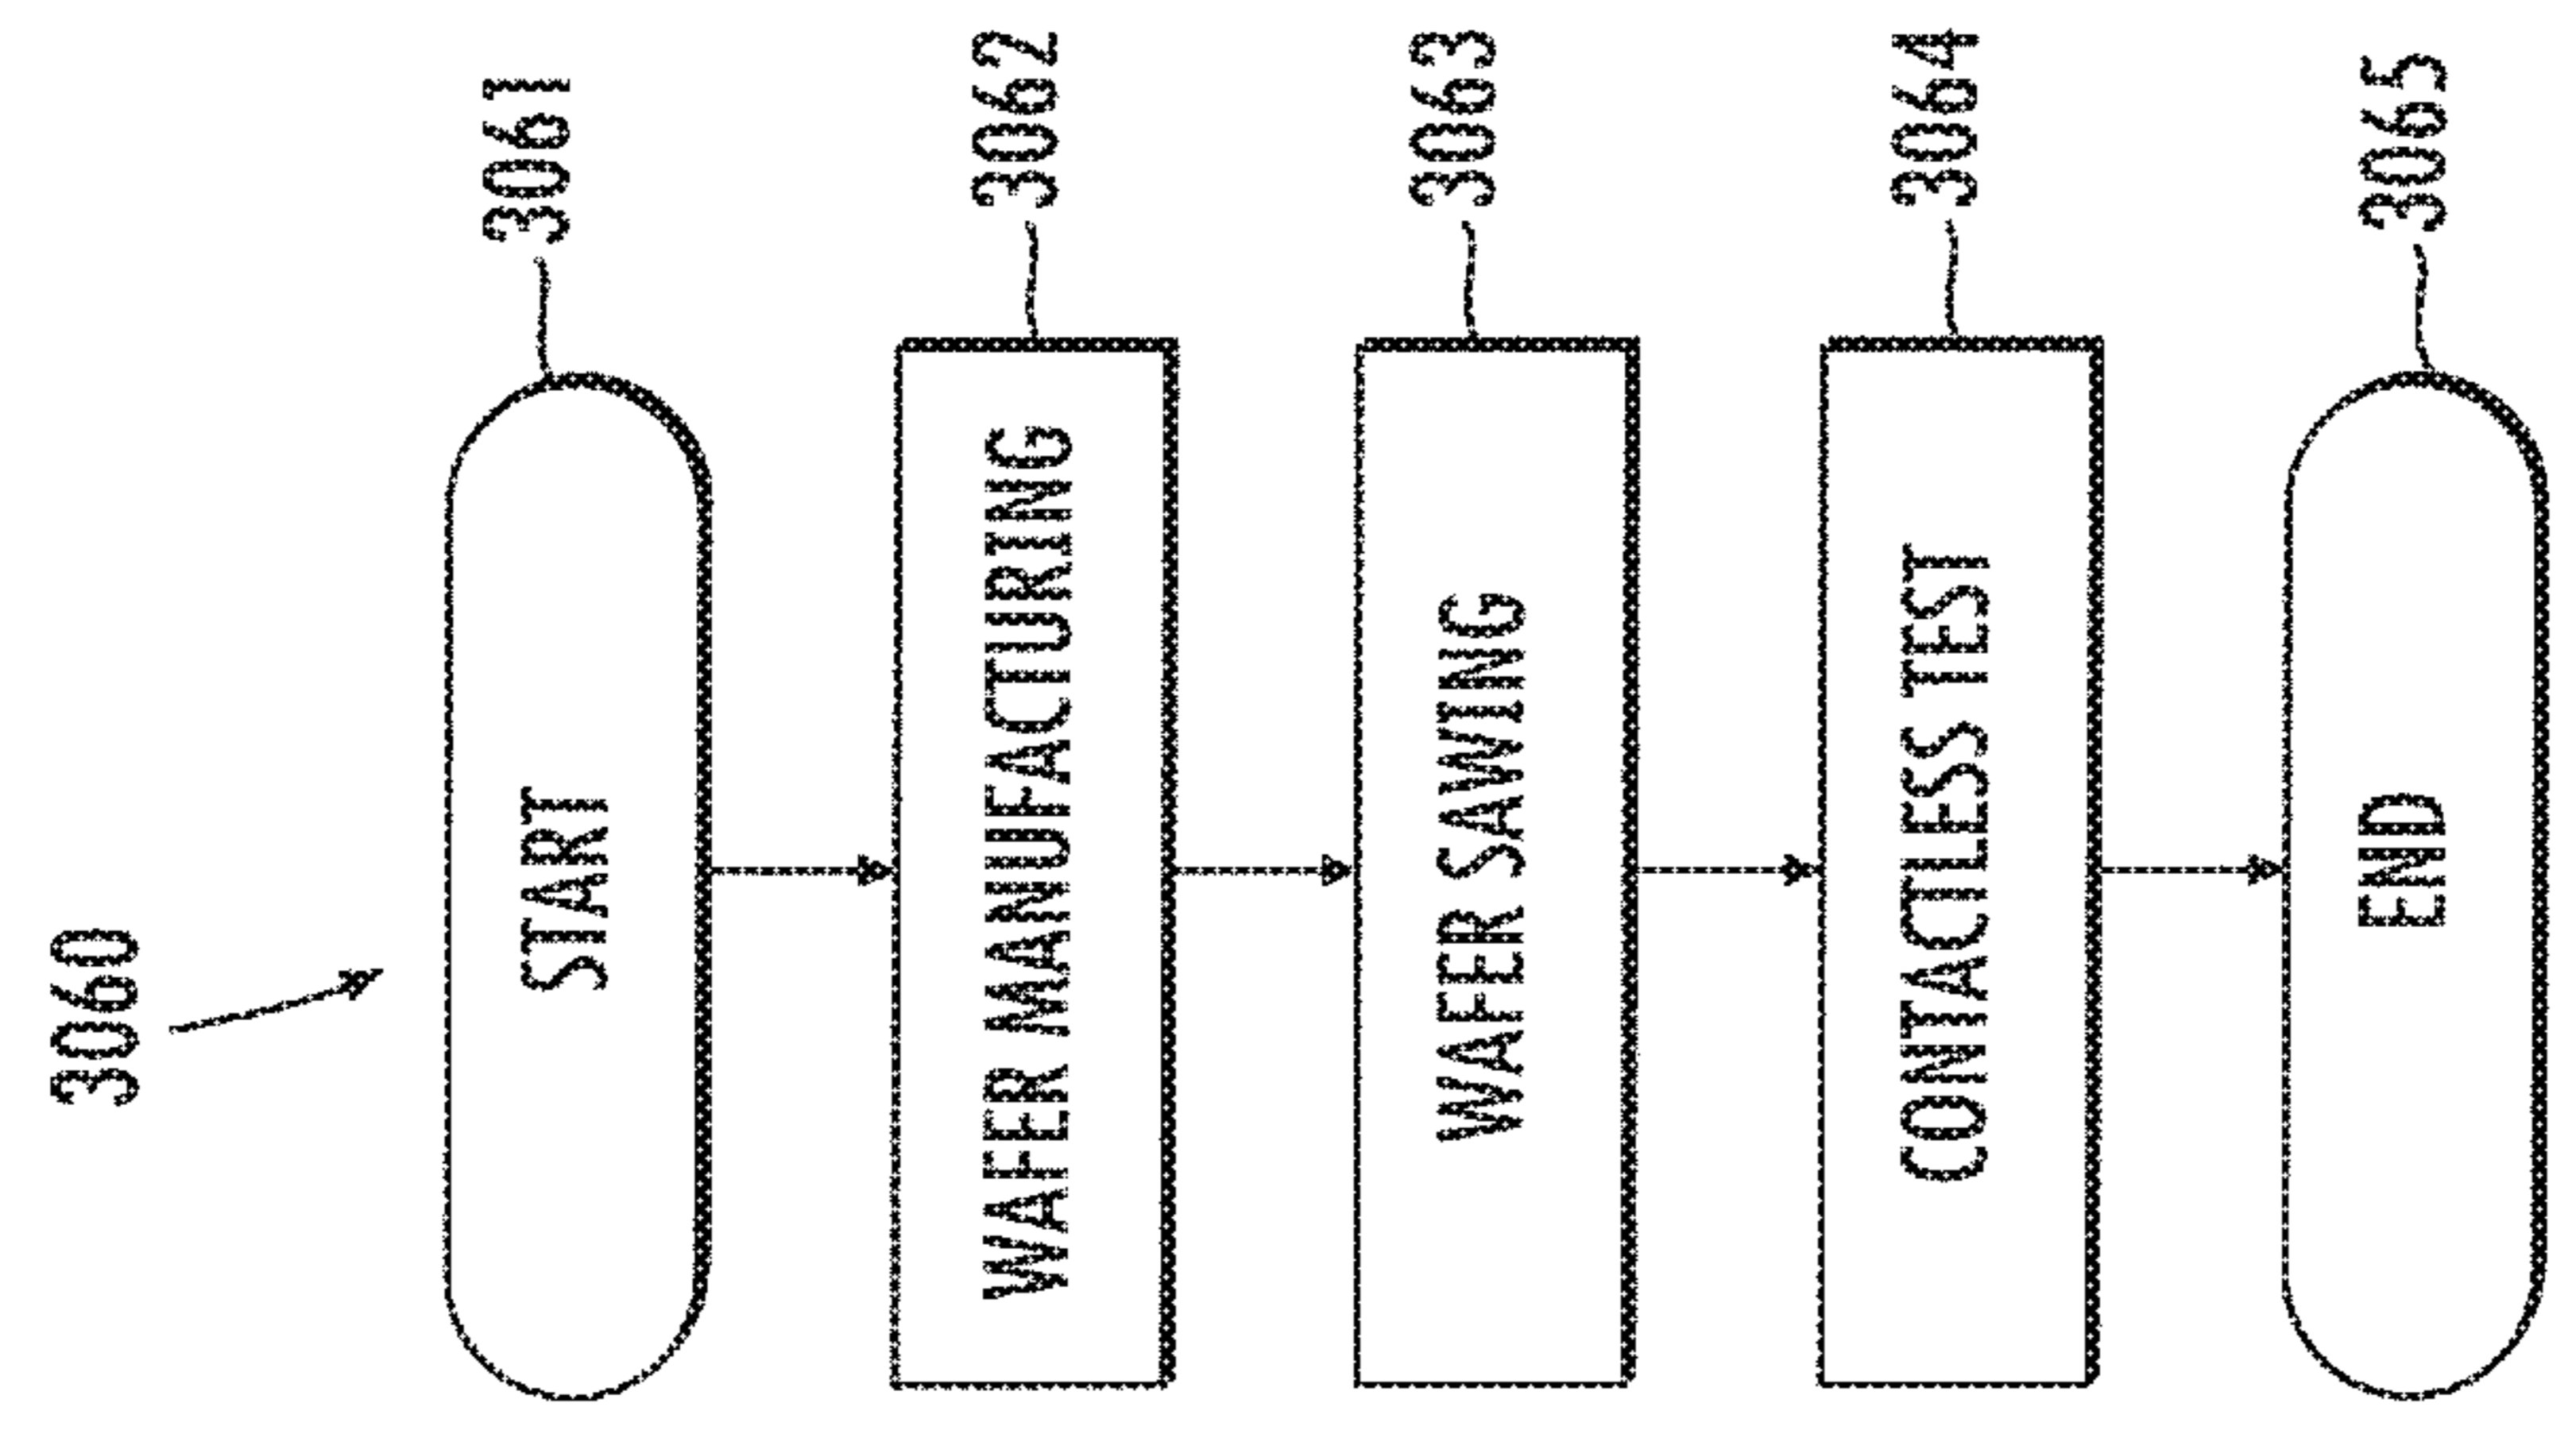 3060
START
3061
WAFER MANUFACTURING
3062
WAFER SAWING
3063
CONTACTLESS TEST
3064
END
3065